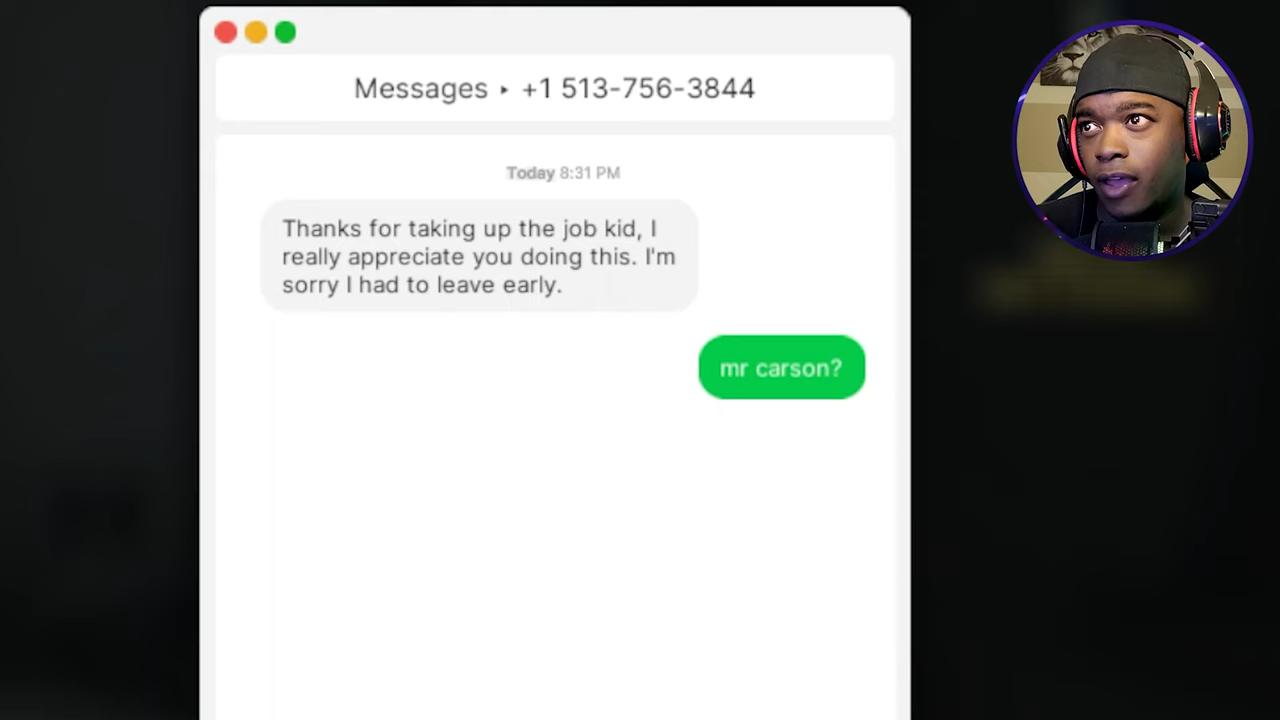 Messages ‣ +1 513-756-3844
Today 8:31 PM
Thanks for taking up the job kid, I
really appreciate you doing this. I'm
sorry I had to leave early.
mr carson?